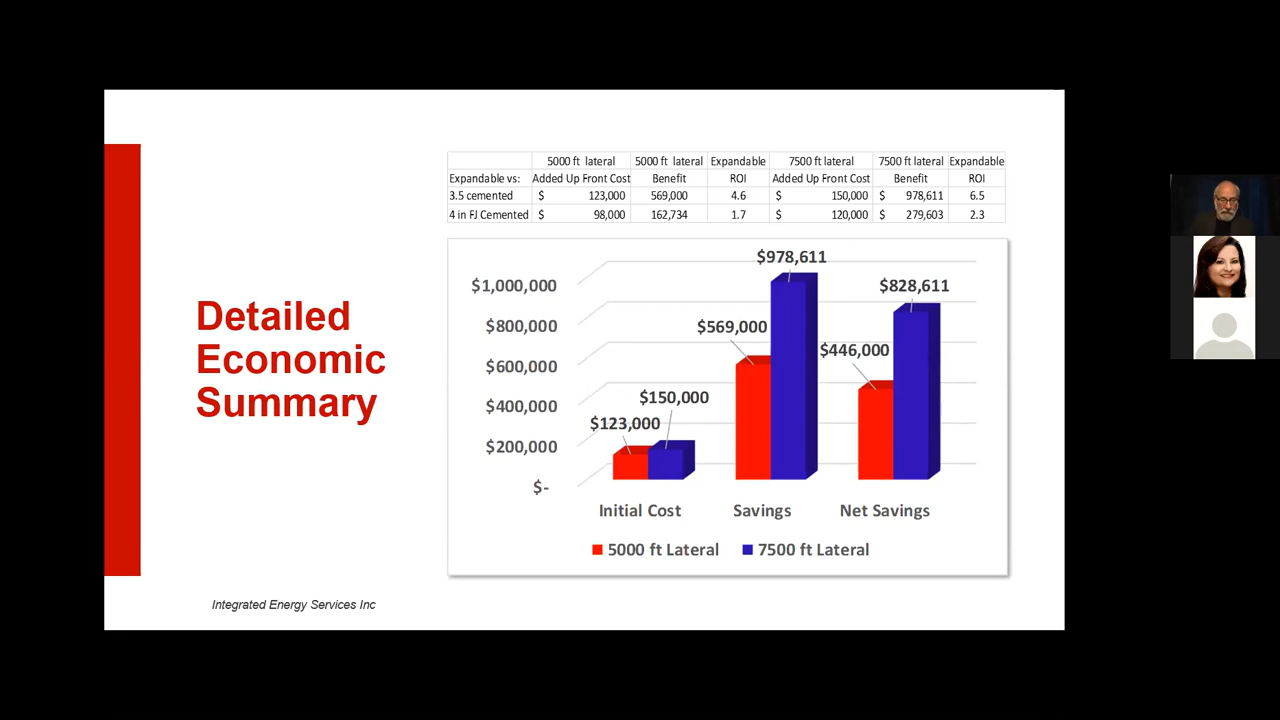 Detailed
Economic
Summary
5000 ft lateral 5000 ft lateral Expandable 7500 ft lateral 7500 ft lateral Expandable
Expandable vs: Added Up Front Cost Benefit ROI Added Up Front Cost Benefit ROI
3.5 cemented $ 123,000 569,000 4.6 $ 150,000 $ 978,611 6.5
4 in FJ Cemented $ 98,000 162,734 1.7 $ 120,000 $ 279,603 2.3
$978,611
$1,000,000
$828,611
$800,000
$569,000
$446,000
$600,000
$400,000
$150,000
$123,000
$200,000
$-
Initial Cost Savings Net Savings
5000 ft Lateral 7500 ft Lateral
Integrated Energy Services Inc